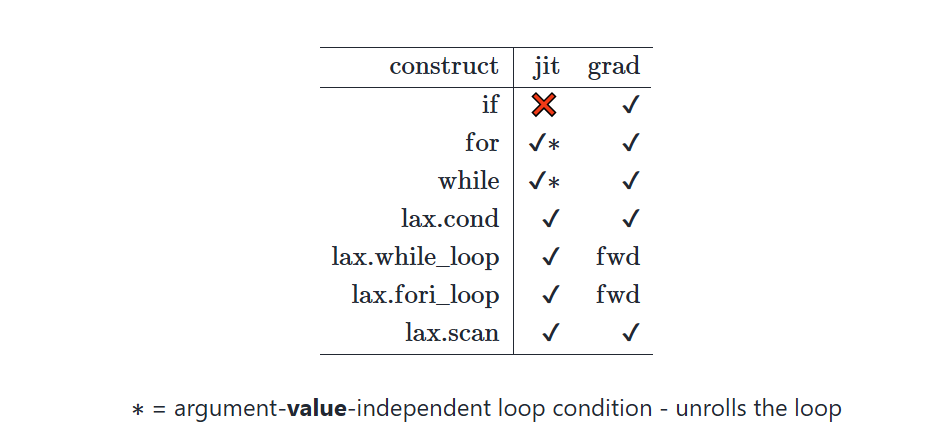 construct jit grad
if ❌ ✓
for ✓∗ ✓
while ✓∗ ✓
lax.cond ✓ ✓
lax.while_loop ✓ fwd
lax.fori_loop ✓ fwd
lax.scan ✓ ✓
∗ = argument-value-independent loop condition - unrolls the loop